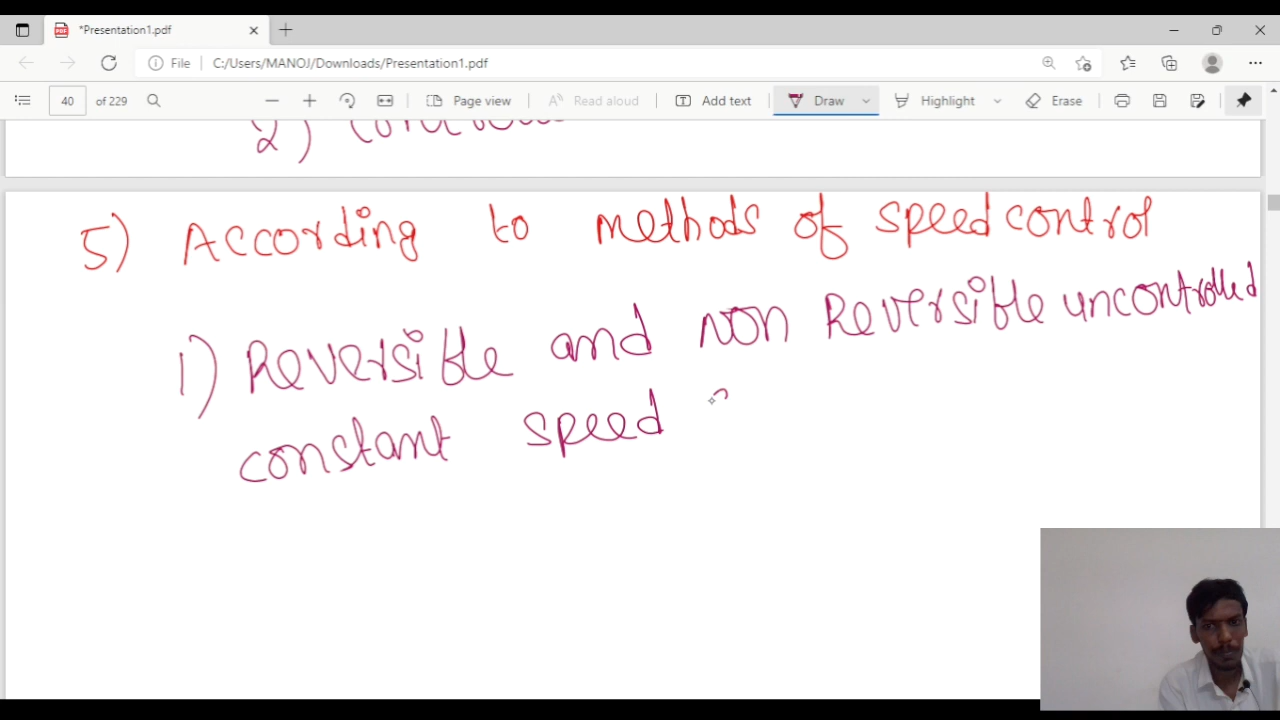 *Presentation1.pdf
File C:/Users/MANOJ/Downloads/Presentation1.pdf
40 of 229 Page view Read aloud Add text Draw Highlight Erase
2)
5) According to methods of speed control
1) Reversible and non Reversible uncontrolled
constant speed